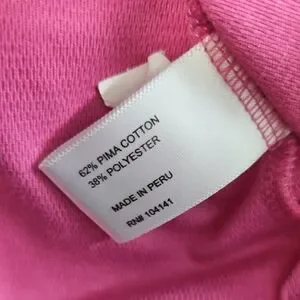 62% PIMA COTTON
38% POLYESTER
MADE IN PERU
RN# 104141